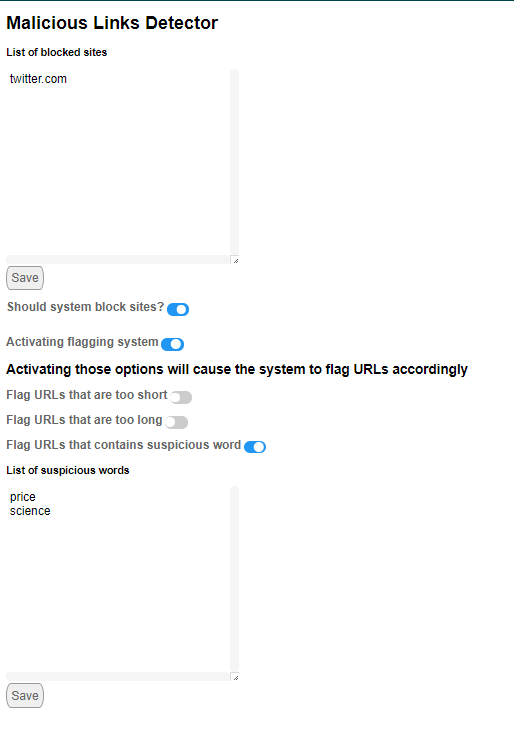 Malicious Links Detector
List of blocked sites
twitter.com
Save
Should system block sites?
Activating flagging system
Activating those options will cause the system to flag URLs accordingly
Flag URLs that are too short
Flag URLs that are too long
Flag URLs that contains suspicious word
List of suspicious words
price
science
Save